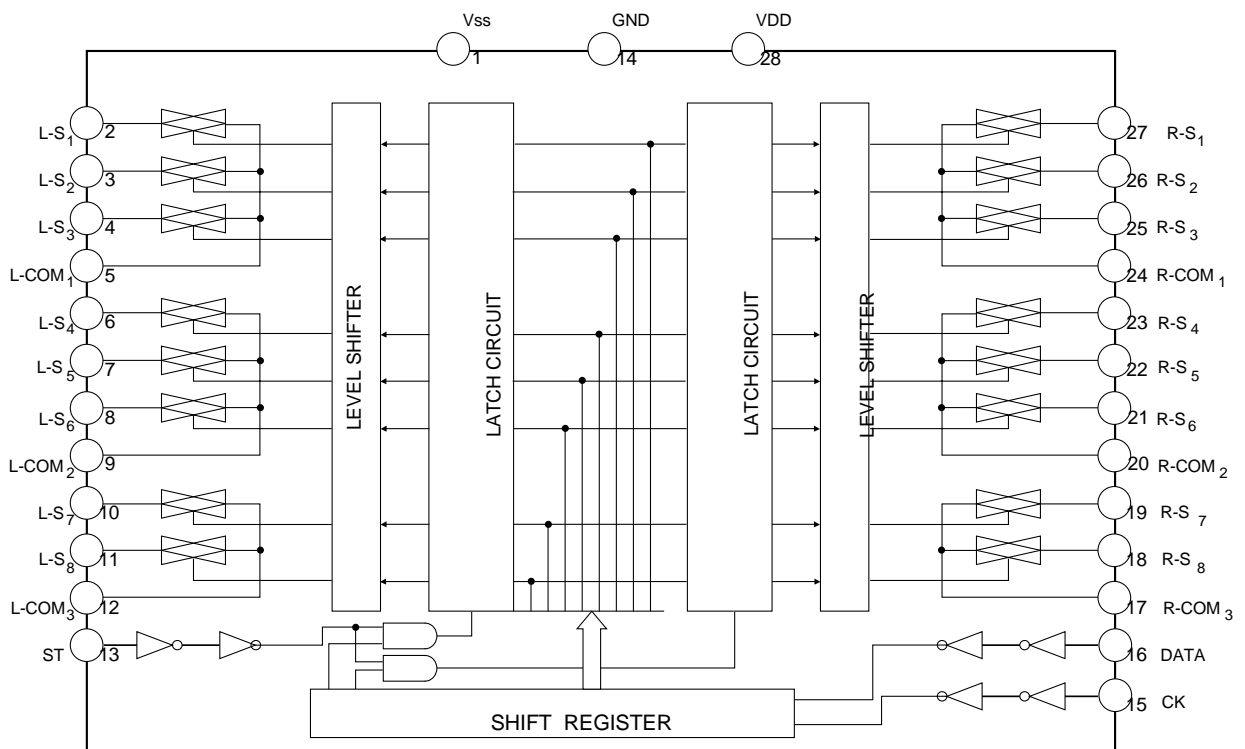 Vss GND VDD
1 14 28
L-S1 2
L-S2 3
L-S3 4
L-COM1 5
L-S4 6
L-S5 7
L-S6 8
L-COM2 9
L-S7 10
L-S8 11
L-COM3 12
ST 13
LEVEL SHIFTER
LATCH CIRCUIT
LATCH CIRCUIT
LEVEL SHIFTER
27 R-S1
26 R-S2
25 R-S3
24 R-COM1
23 R-S4
22 R-S5
21 R-S6
20 R-COM2
19 R-S7
18 R-S8
17 R-COM3
16 DATA
15 CK
SHIFT REGISTER